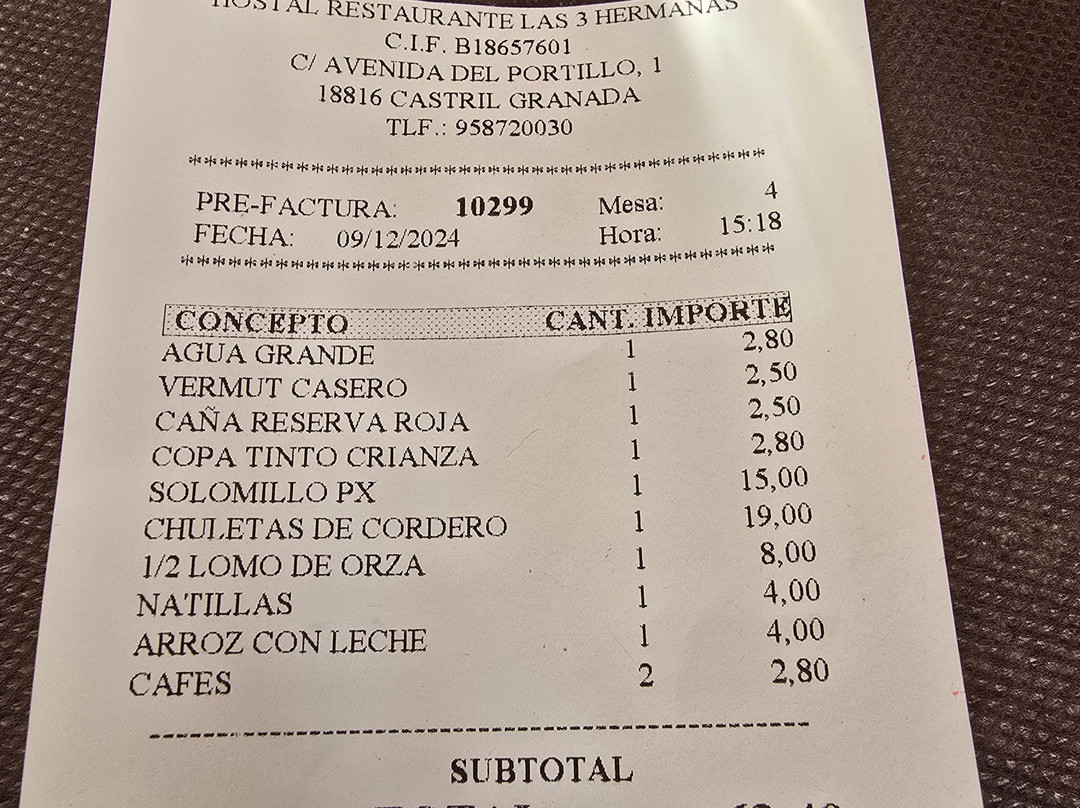 HOSTAL RESTAURANTE LAS 3 HERMANAS
C.I.F. B18657601
C/ AVENIDA DEL PORTILLO, 1
18816 CASTRIL GRANADA
TLF.: 958720030
**************************************
PRE-FACTURA: 10299 Mesa: 4
FECHA: 09/12/2024 Hora: 15:18
**************************************
CONCEPTO CANT. IMPORTE
AGUA GRANDE 1 2,80
VERMUT CASERO 1 2,50
CAÑA RESERVA ROJA 1 2,50
COPA TINTO CRIANZA 1 2,80
SOLOMILLO PX 1 15,00
CHULETAS DE CORDERO 1 19,00
1/2 LOMO DE ORZA 1 8,00
NATILLAS 1 4,00
ARROZ CON LECHE 1 4,00
CAFES 2 2,80
SUBTOTAL